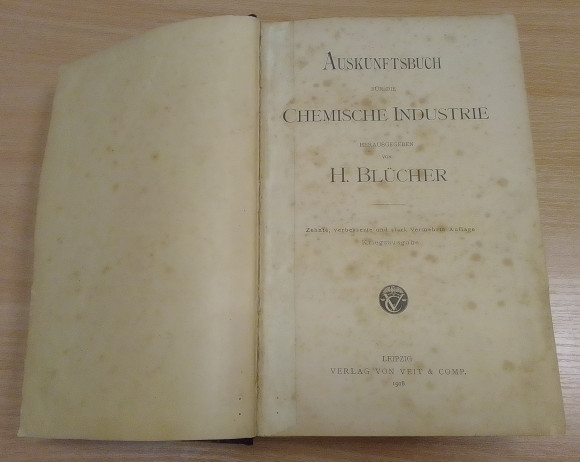 AUSKUNFTSBUCH
FÜR DIE
CHEMISCHE INDUSTRIE
HERAUSGEGEBEN
VON
H. BLÜCHER
Zehnte, verbesserte und stark vermehrte Auflage
Kriegsausgabe
LEIPZIG
VERLAG VON VEIT & COMP.
1918